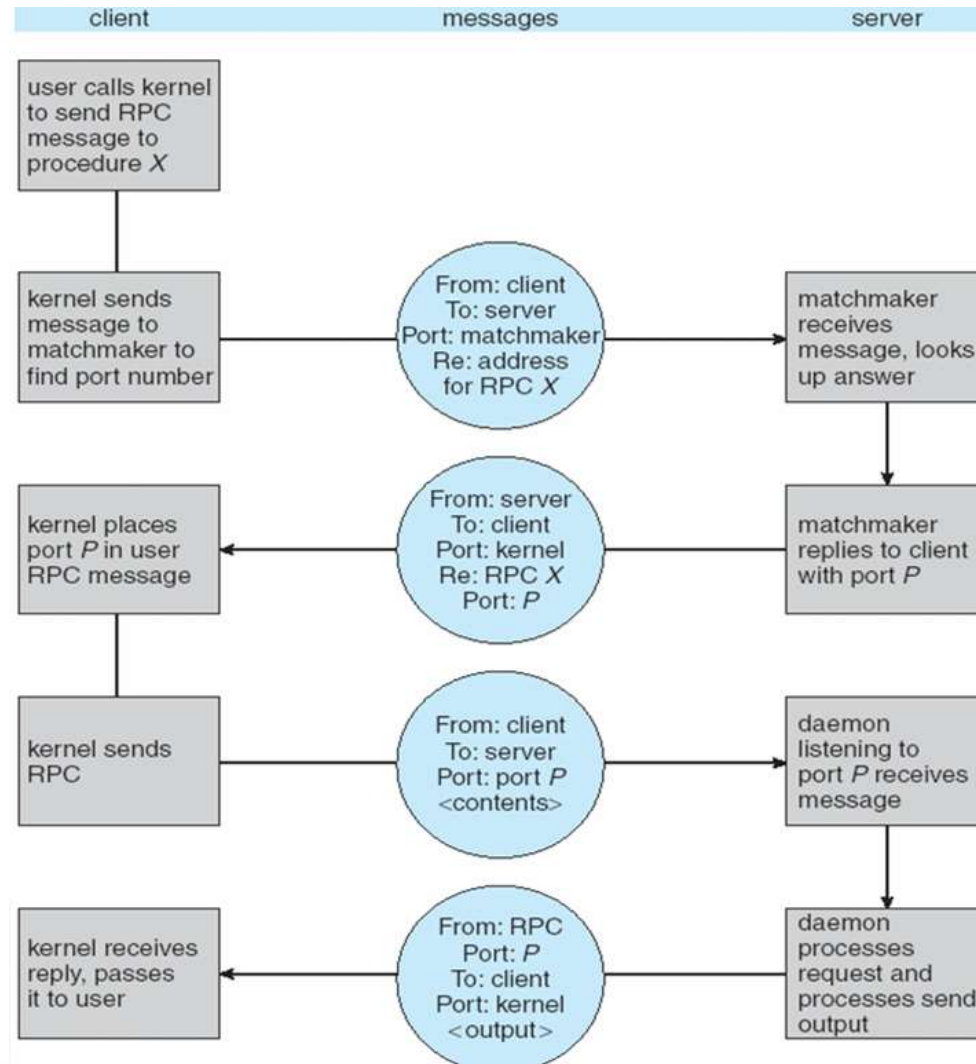 client
messages
server
user calls kernel
to send RPC
message to
procedure X
kernel sends
message to
matchmaker to
find port number
From: client
To: server
Port: matchmaker
Re: address
for RPC X
matchmaker
receives
message, looks
up answer
kernel places
port P in user
RPC message
From: server
To: client
Port: kernel
Re: RPC X
Port: P
matchmaker
replies to client
with port P
kernel sends
RPC
From: client
To: server
Port: port P
<contents>
daemon
listening to
port P receives
message
kernel receives
reply, passes
it to user
From: RPC
Port: P
To: client
Port: kernel
<output>
daemon
processes
request and
processes send
output